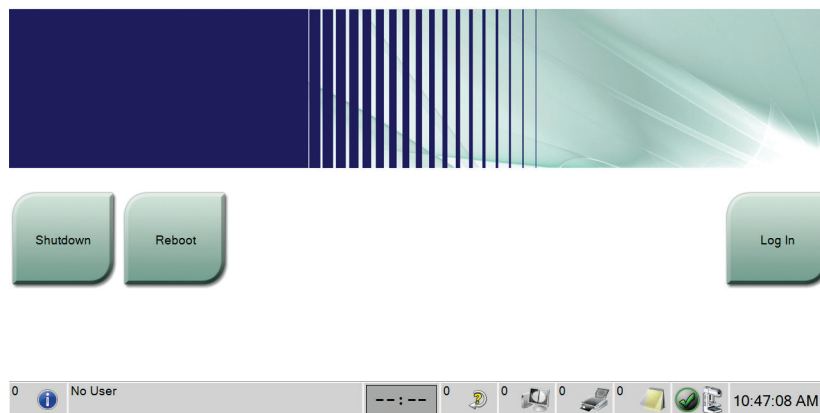 Shutdown
Reboot
Log In
0
No User
--:--
0
0
0
0
10:47:08 AM